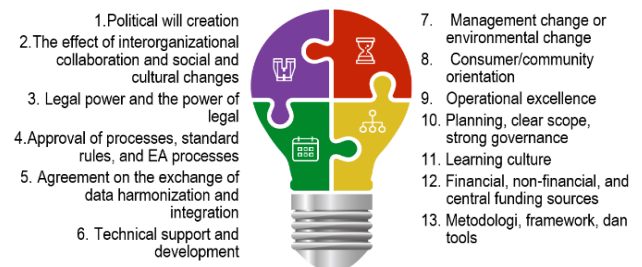 1.Political will creation
2.The effect of interorganizational
collaboration and social and
cultural changes
3. Legal power and the power of
legal
4.Approval of processes, standard
rules, and EA processes
5. Agreement on the exchange of
data harmonization and
integration
6. Technical support and
development
7. Management change or
environmental change
8. Consumer/community
orientation
9. Operational excellence
10. Planning, clear scope,
strong governance
11. Learning culture
12. Financial, non-financial, and
central funding sources
13. Metodologi, framework, dan
tools